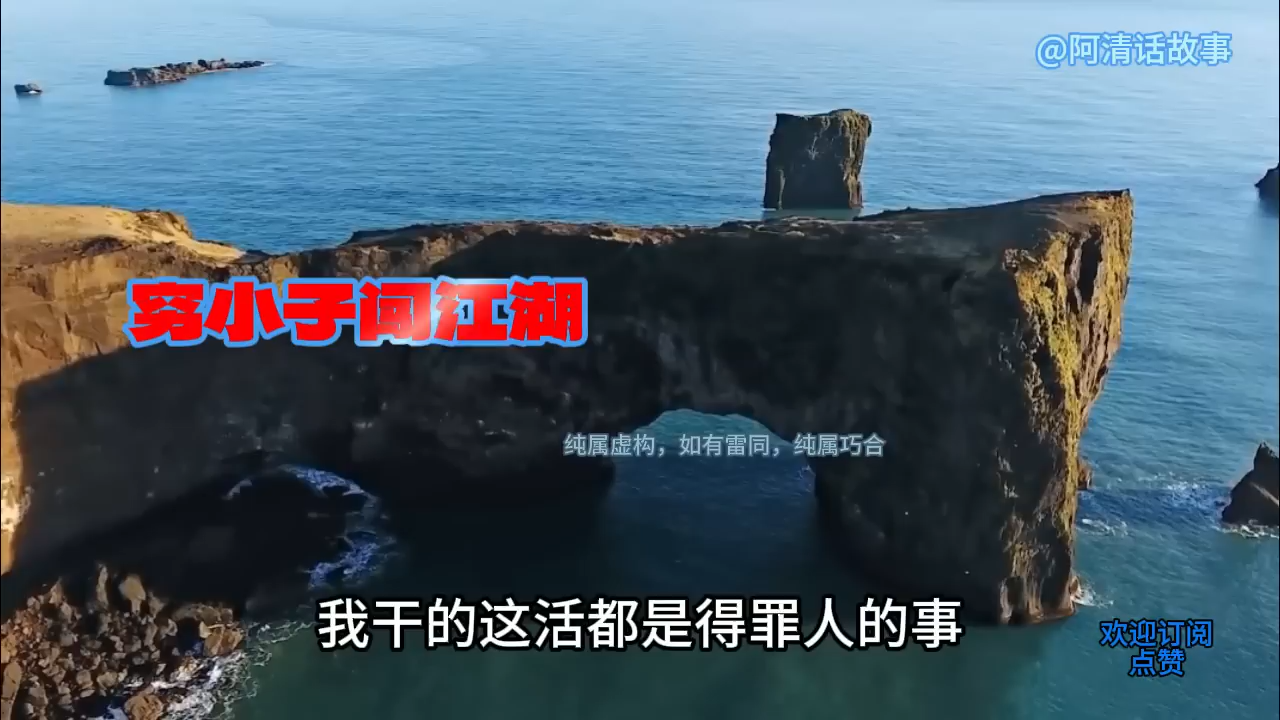 @阿清话故事
穷小子闯江湖
纯属虚构，如有雷同，纯属巧合
我干的这活都是得罪人的事
欢迎订阅
点赞